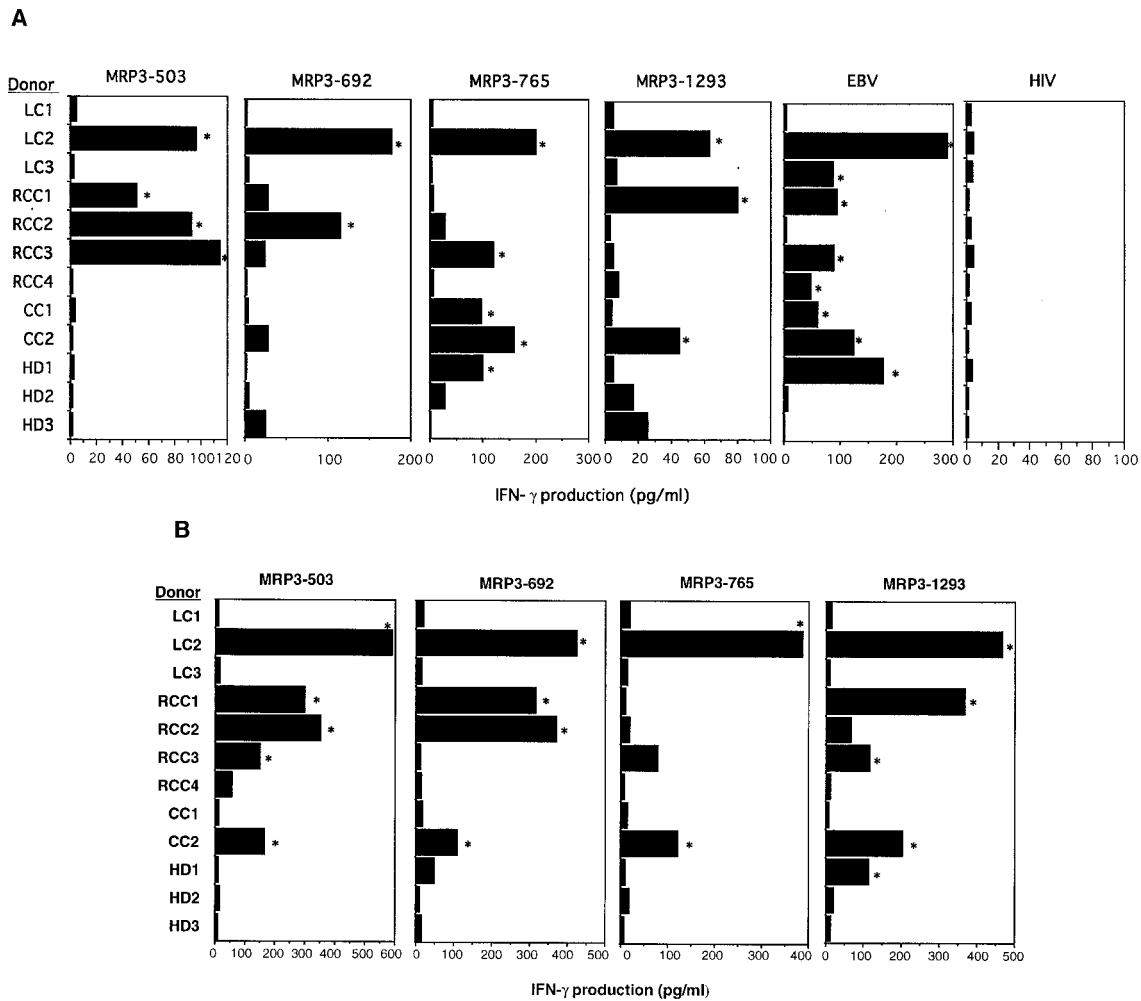 A
Donor MRP3-503 MRP3-692 MRP3-765 MRP3-1293 EBV HIV
LC1
LC2 * * * * *
LC3 *
RCC1 * * *
RCC2 * *
RCC3 * * *
RCC4 *
CC1 * *
CC2 * * *
HD1 * *
HD2
HD3
0 20 40 60 80 100120 0 100 200 0 100 200 300 0 20 40 60 80 100 0 100 200 300 0 20 40 60 80 100
IFN- γ production (pg/ml)
B
Donor MRP3-503 MRP3-692 MRP3-765 MRP3-1293
LC1
LC2 * * * *
LC3
RCC1 * * *
RCC2 * *
RCC3 * *
RCC4
CC1
CC2 * * * *
HD1 *
HD2
HD3
0 100 200 300 400 500 600 0 100 200 300 400 500 0 100 200 300 400 0 100 200 300 400 500
IFN-γ production (pg/ml)